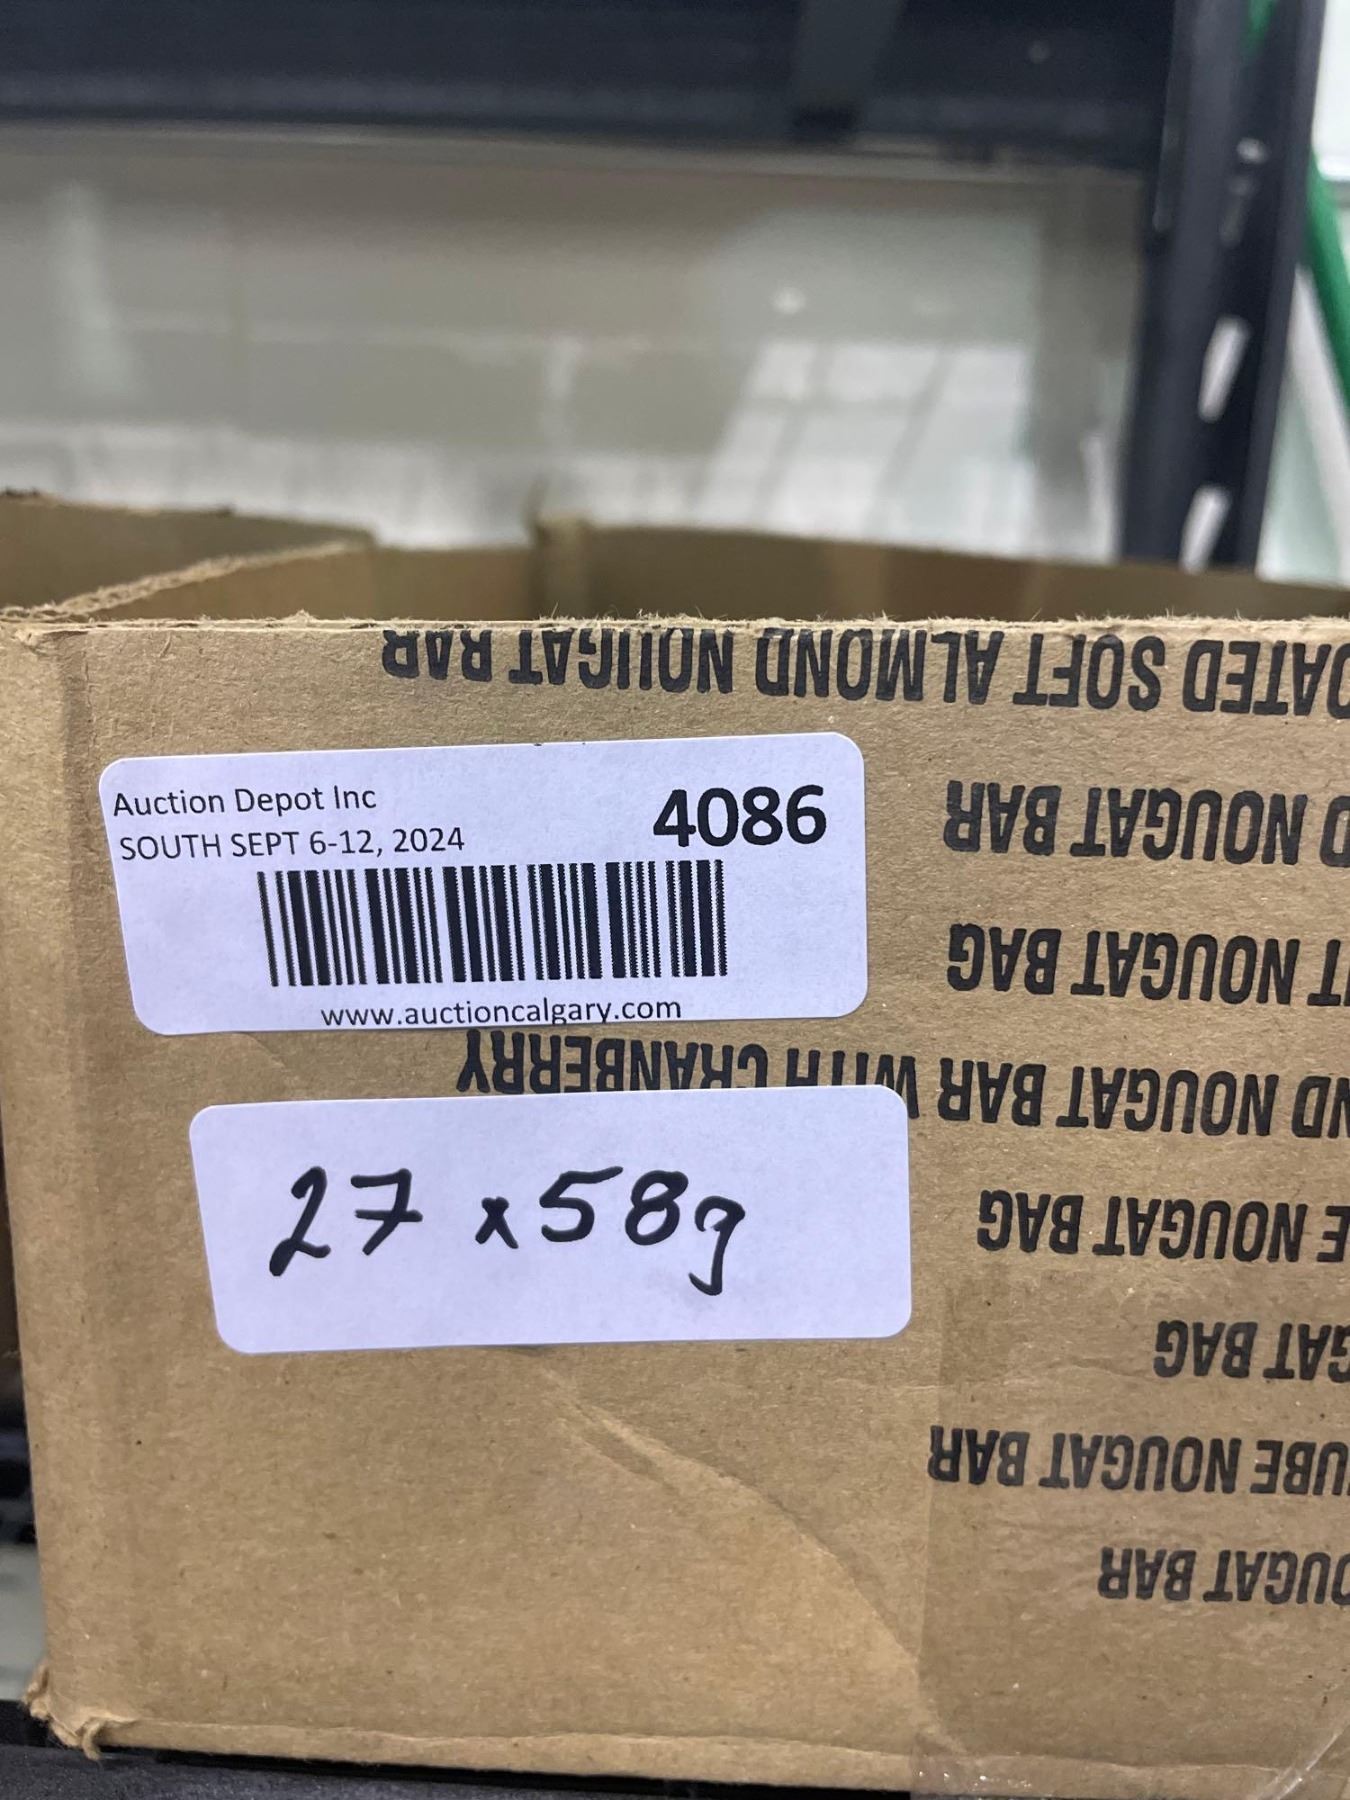 Auction Depot Inc
4086
SOUTH SEPT 6-12, 2024
www.auctioncalgary.com
27 x 58g
OUGAT BAR
UBE NOUGAT BAR
GAT BAG
E NOUGAT BAG
ND NOUGAT BAR WITH CRANBERRY
T NOUGAT BAG
D NOUGAT BAR
OATED SOFT ALMOND NOUGAT BAR